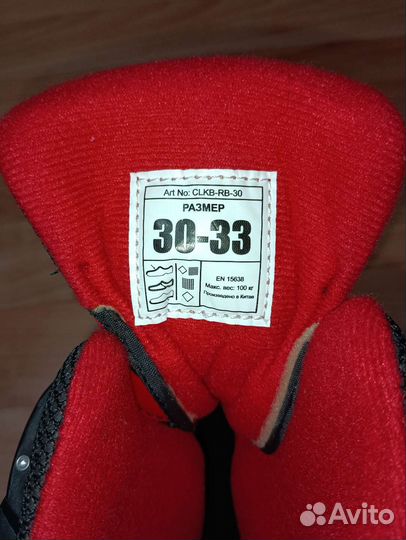 Art No: CLKB-RB-30
РАЗМЕР
30-33
EN 15638
Макс. вес: 100 кг
Произведено в Китае
Avito